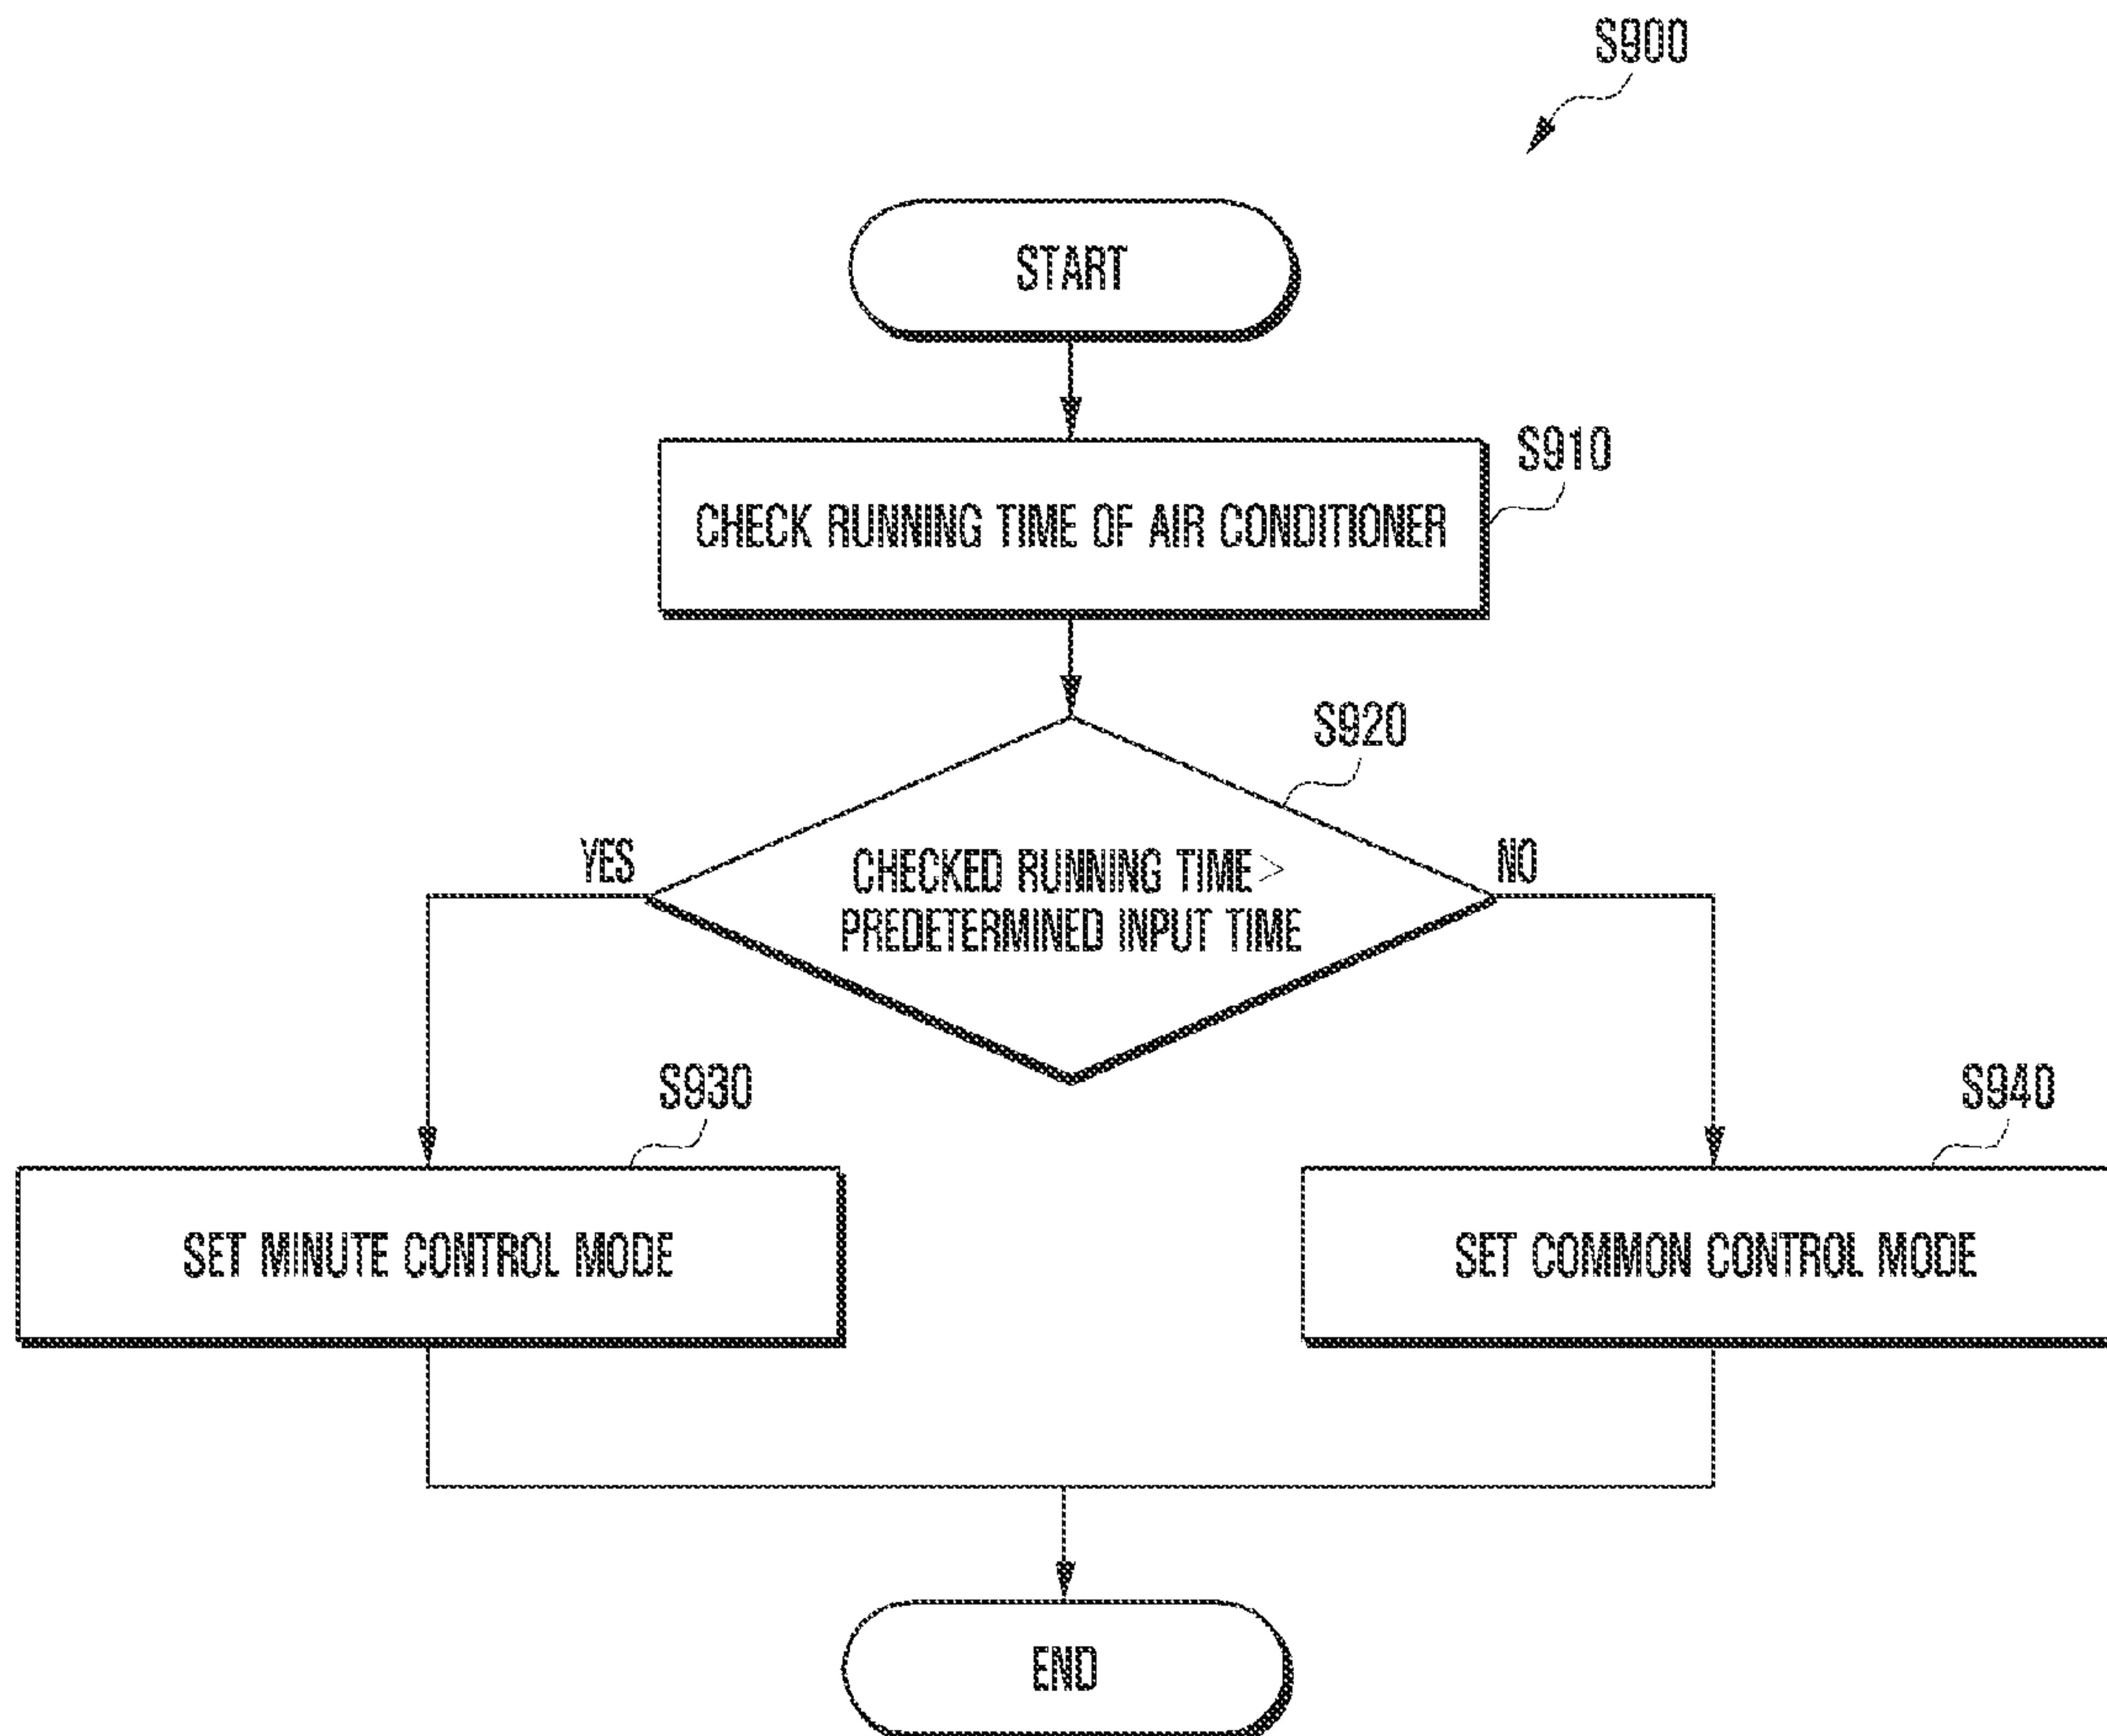 S900
START
S910
CHECK RUNNING TIME OF AIR CONDITIONER
S920
YES
CHECKED RUNNING TIME >
PREDETERMINED INPUT TIME
NO
S930
S940
SET MINUTE CONTROL MODE
SET COMMON CONTROL MODE
END